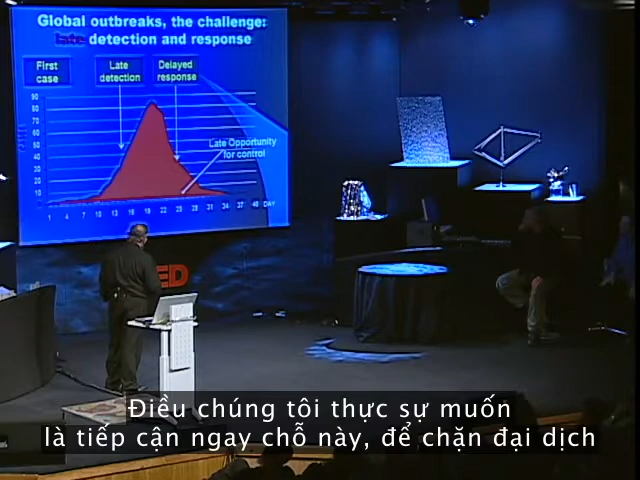 Global outbreaks, the challenge:
late detection and response
First
case
Late
detection
Delayed
response
90
80
70
60
50
40
30
20
10
Late Opportunity
for control
1 4 7 10 13 16 19 22 25 28 31 34 37 40 DAY
ED
Điều chúng tôi thực sự muốn
là tiếp cận ngay chỗ này, để chặn đại dịch